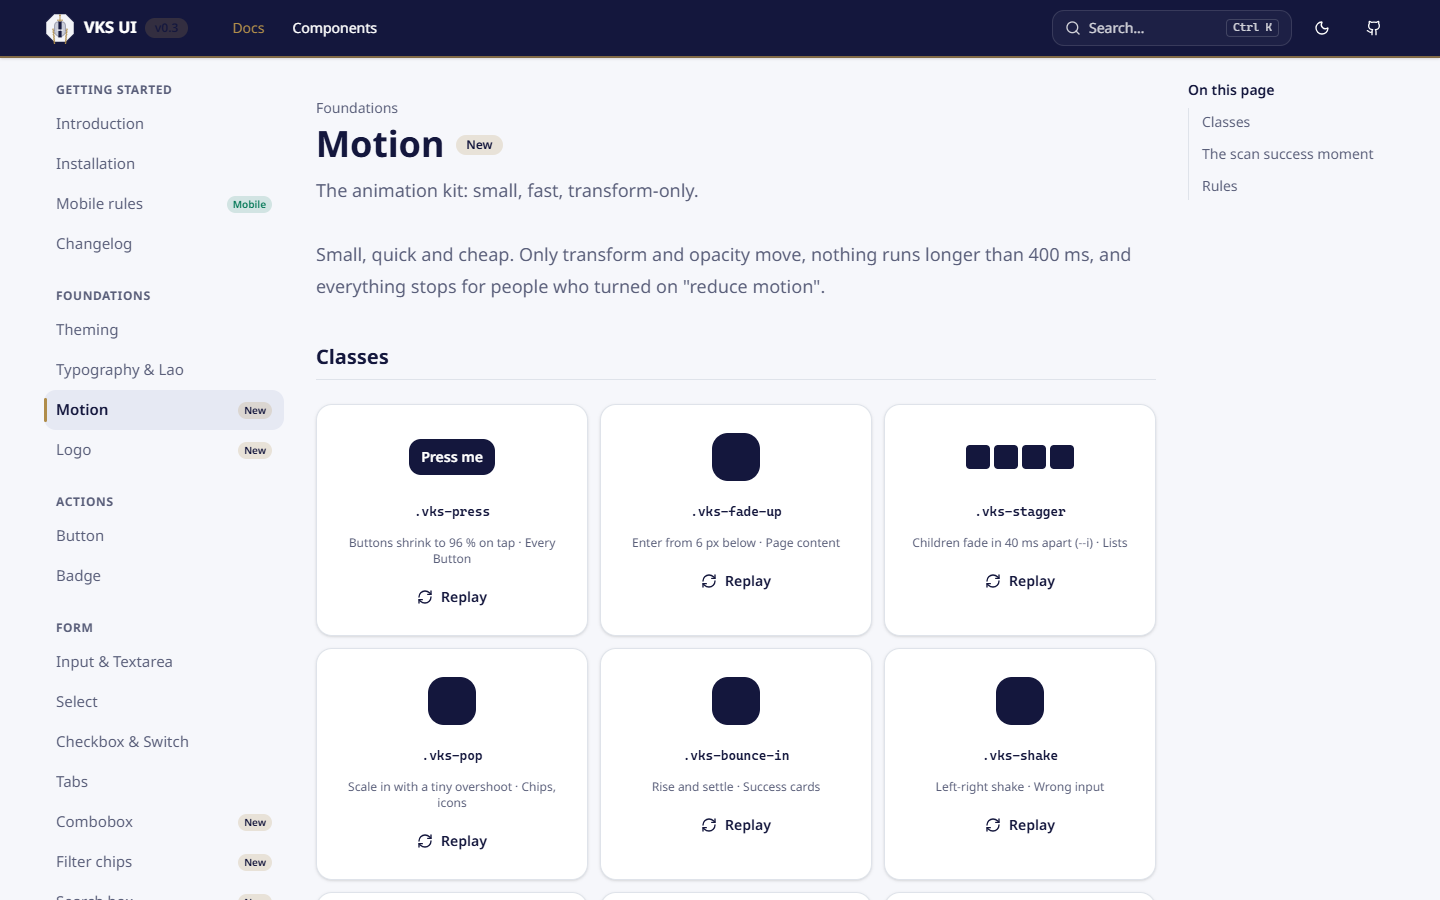 VKS UI v0.3 Docs Components Search... Ctrl K
GETTING STARTED
Introduction
Installation
Mobile rules Mobile
Changelog
FOUNDATIONS
Theming
Typography & Lao
Motion New
Logo New
ACTIONS
Button
Badge
FORM
Input & Textarea
Select
Checkbox & Switch
Tabs
Combobox New
Filter chips New
Foundations
Motion New
The animation kit: small, fast, transform-only.
Small, quick and cheap. Only transform and opacity move, nothing runs longer than 400 ms, and
everything stops for people who turned on "reduce motion".
Classes
Press me
.vks-press
Buttons shrink to 96 % on tap · Every
Button
Replay
.vks-fade-up
Enter from 6 px below · Page content
Replay
.vks-stagger
Children fade in 40 ms apart (--i) · Lists
Replay
.vks-pop
Scale in with a tiny overshoot · Chips,
icons
Replay
.vks-bounce-in
Rise and settle · Success cards
Replay
.vks-shake
Left-right shake · Wrong input
Replay
On this page
Classes
The scan success moment
Rules